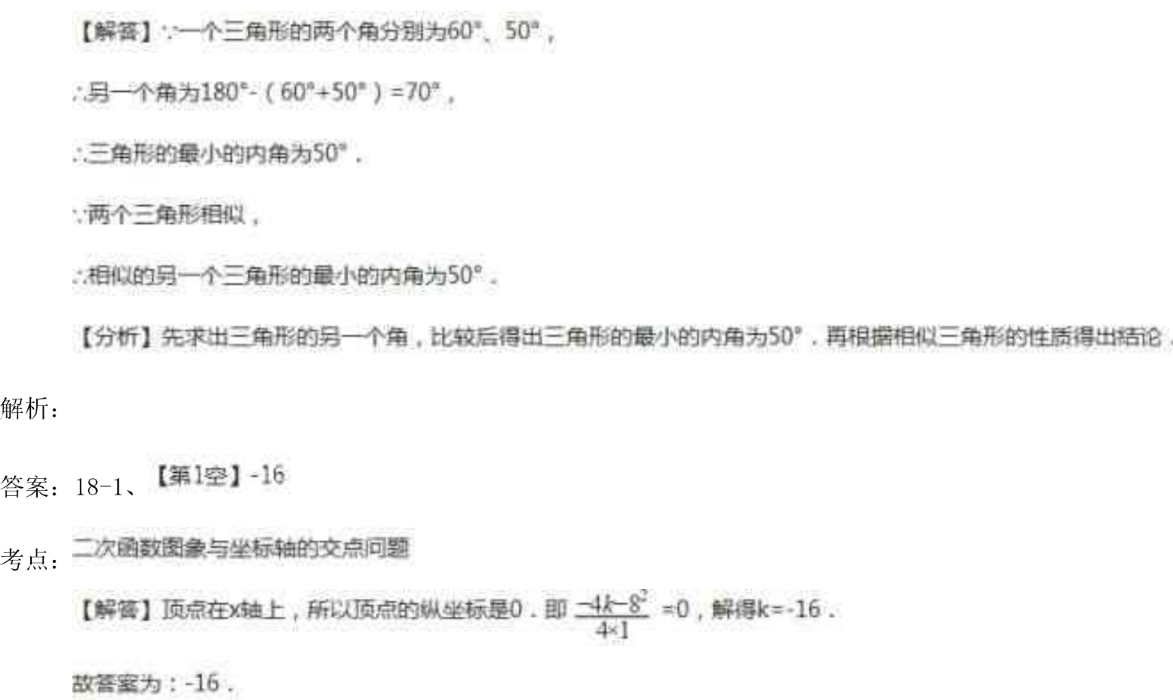 【解答】∵一个三角形的两个角分别为60°、50°，
∴另一个角为180°-（60°+50°）=70°，
∴三角形的最小的内角为50°．
∵两个三角形相似，
∴相似的另一个三角形的最小的内角为50°．
【分析】先求出三角形的另一个角，比较后得出三角形的最小的内角为50°．再根据相似三角形的性质得出结论．
解析：
答案：18-1、【第1空】-16
考点：二次函数图象与坐标轴的交点问题
【解答】顶点在x轴上，所以顶点的纵坐标是0．即 \frac{-4k-8^2}{4×1} =0，解得k=-16．
故答案为：-16．